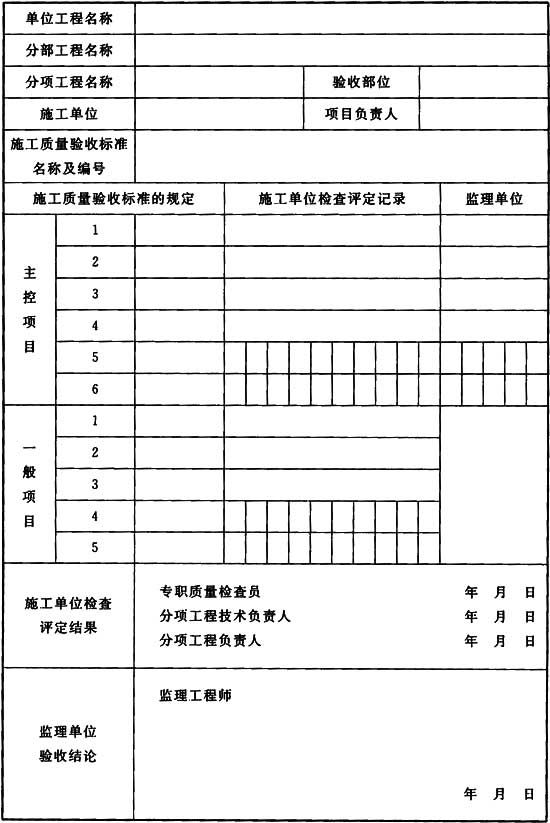 单位工程名称
分部工程名称
分项工程名称 验收部位
施工单位 项目负责人
施工质量验收标准
名称及编号
施工质量验收标准的规定 施工单位检查评定记录 监理单位
主控项目
1
2
3
4
5
6
一般项目
1
2
3
4
5
施工单位检查
评定结果
专职质量检查员 年 月 日
分项工程技术负责人 年 月 日
分项工程负责人 年 月 日
监理单位
验收结论
监理工程师
年 月 日